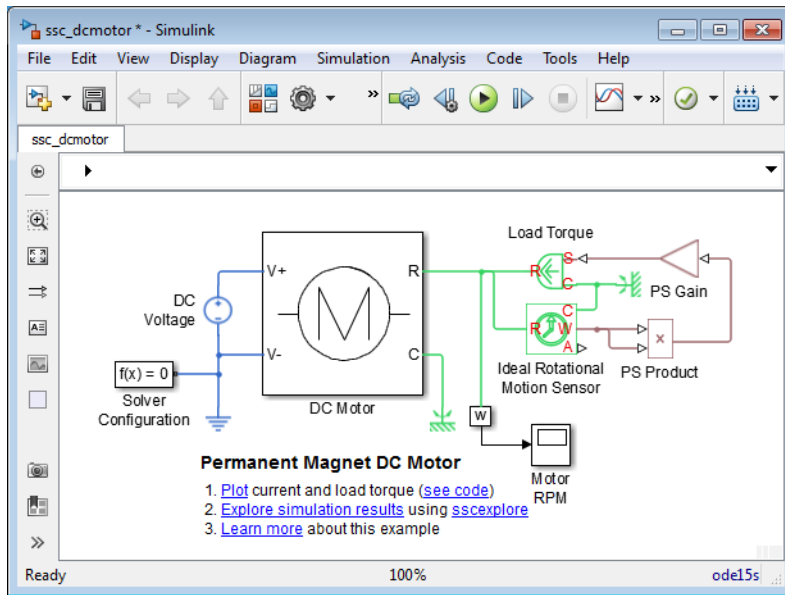 ssc_dcmotor * - Simulink
File Edit View Display Diagram Simulation Analysis Code Tools Help
» »
ssc_dcmotor
Load Torque
R S C
PS Gain
V+ R
DC
Voltage
M
C
R W
A
×
V- C
Ideal Rotational
Motion Sensor
PS Product
f(x) = 0
Solver
Configuration
DC Motor
w
Motor
RPM
Permanent Magnet DC Motor
1. Plot current and load torque (see code)
2. Explore simulation results using sscexplore
3. Learn more about this example
»
Ready 100% ode15s